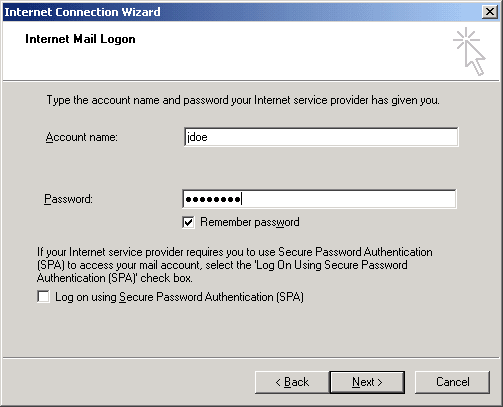 Internet Connection Wizard
Internet Mail Logon
Type the account name and password your Internet service provider has given you.
Account name:
jdoe
Password:
●●●●●●●●
Remember password
If your Internet service provider requires you to use Secure Password Authentication
(SPA) to access your mail account, select the 'Log On Using Secure Password
Authentication (SPA)' check box.
Log on using Secure Password Authentication (SPA)
< Back
Next >
Cancel